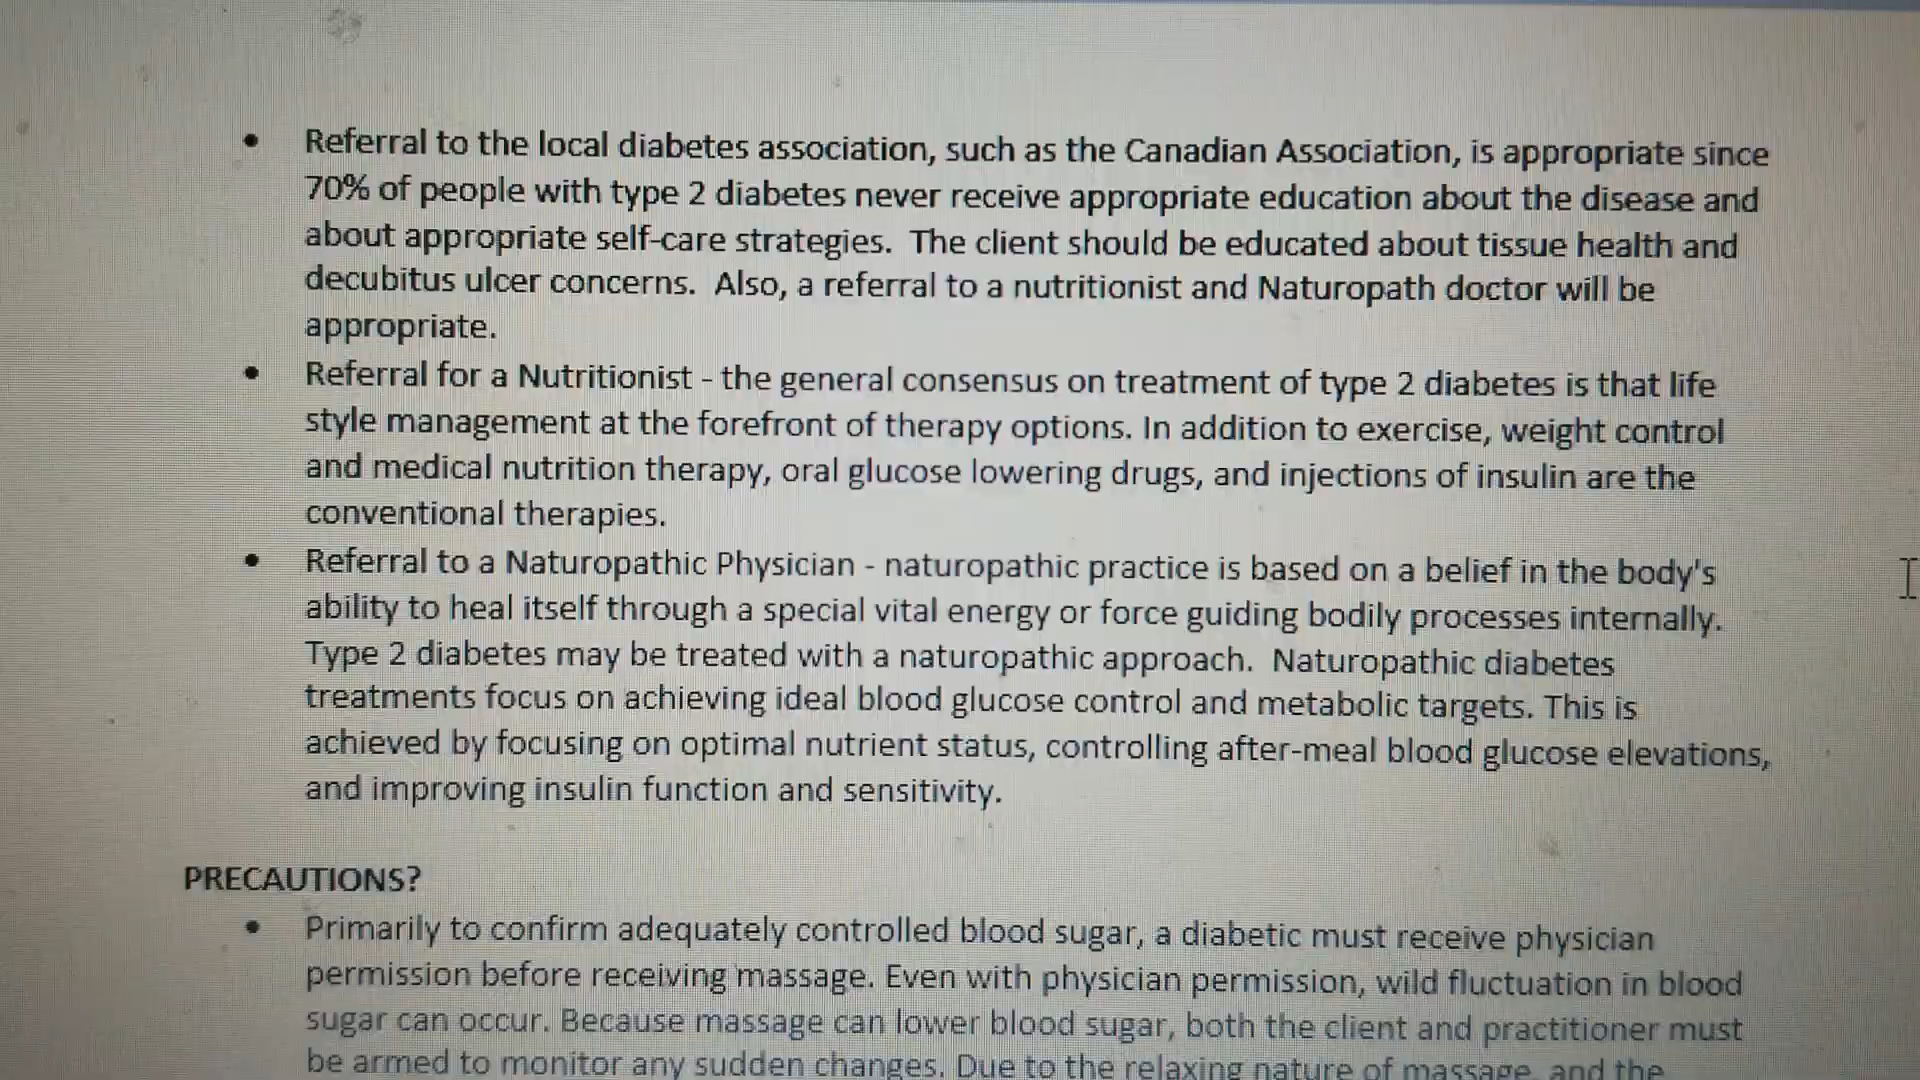 • Referral to the local diabetes association, such as the Canadian Association, is appropriate since
70% of people with type 2 diabetes never receive appropriate education about the disease and
about appropriate self-care strategies.  The client should be educated about tissue health and
decubitus ulcer concerns.  Also, a referral to a nutritionist and Naturopath doctor will be
appropriate.
• Referral for a Nutritionist - the general consensus on treatment of type 2 diabetes is that life
style management at the forefront of therapy options. In addition to exercise, weight control
and medical nutrition therapy, oral glucose lowering drugs, and injections of insulin are the
conventional therapies.
• Referral to a Naturopathic Physician - naturopathic practice is based on a belief in the body's
ability to heal itself through a special vital energy or force guiding bodily processes internally.
Type 2 diabetes may be treated with a naturopathic approach.  Naturopathic diabetes
treatments focus on achieving ideal blood glucose control and metabolic targets. This is
achieved by focusing on optimal nutrient status, controlling after-meal blood glucose elevations,
and improving insulin function and sensitivity.
PRECAUTIONS?
• Primarily to confirm adequately controlled blood sugar, a diabetic must receive physician
permission before receiving massage. Even with physician permission, wild fluctuation in blood
sugar can occur. Because massage can lower blood sugar, both the client and practitioner must
be armed to monitor any sudden changes. Due to the relaxing nature of massage, and the